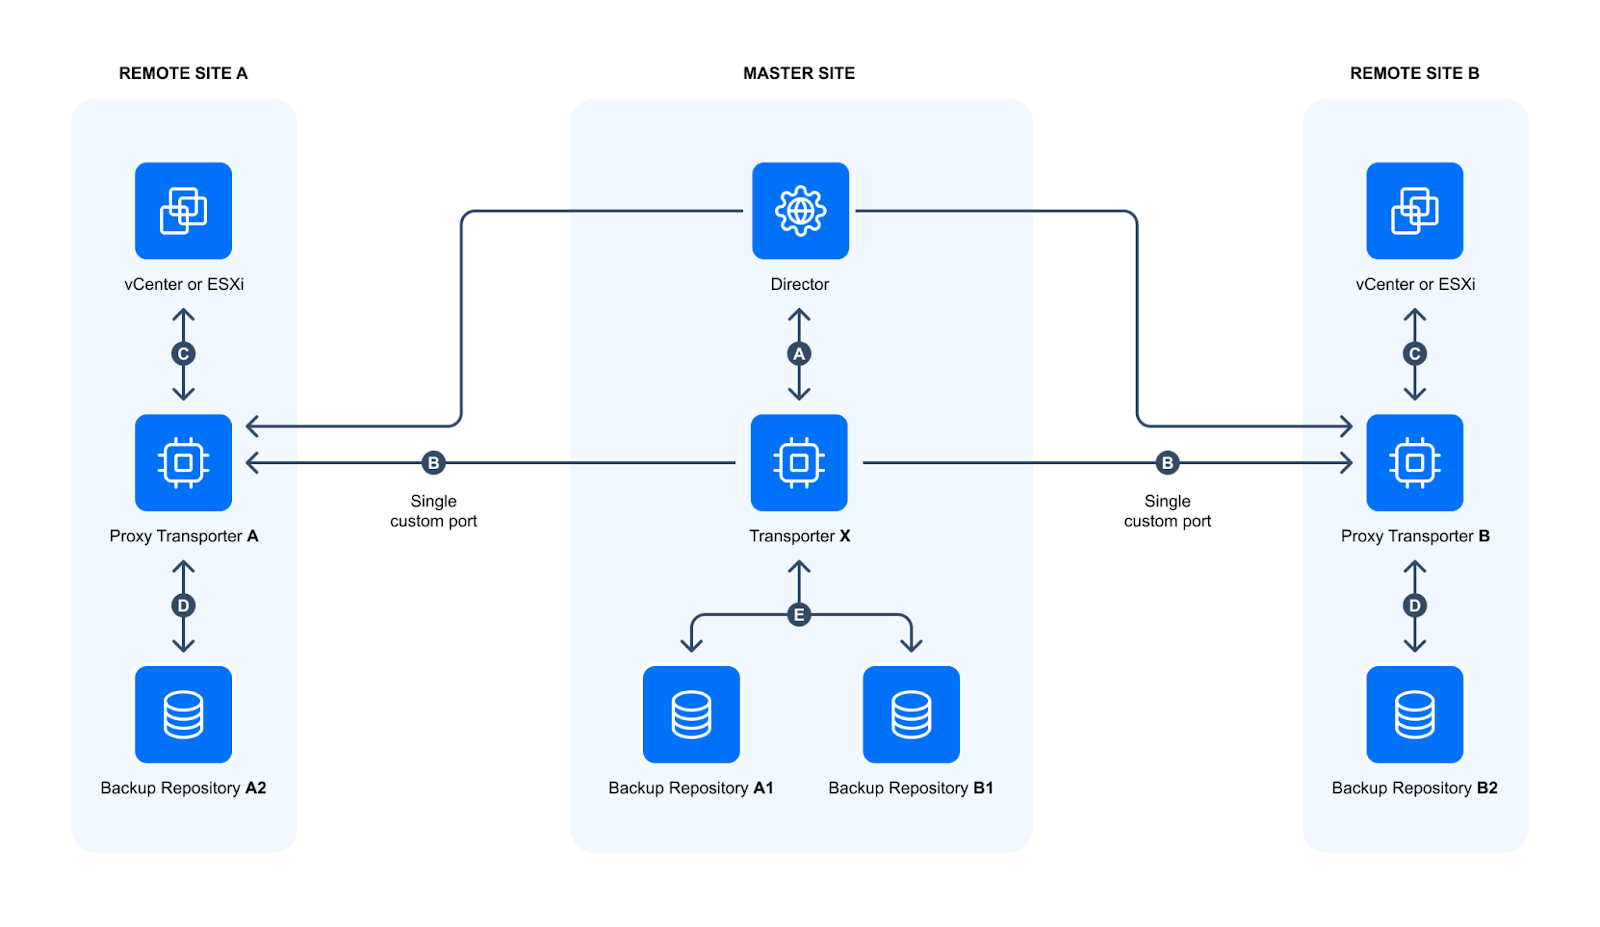 REMOTE SITE A
MASTER SITE
REMOTE SITE B
vCenter or ESXi
Director
vCenter or ESXi
C
A
C
B
B
Single
custom port
Single
custom port
Proxy Transporter A
Transporter X
Proxy Transporter B
D
E
D
Backup Repository A2
Backup Repository A1
Backup Repository B1
Backup Repository B2